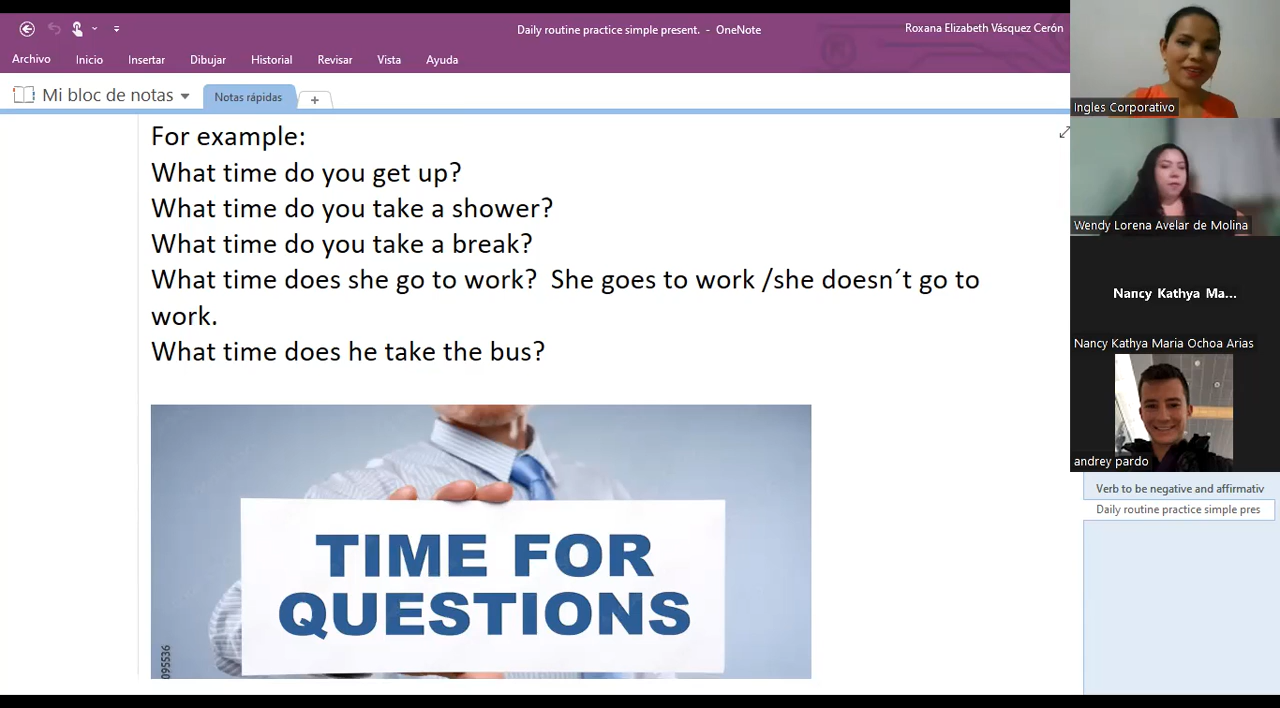 Daily routine practice simple present. - OneNote
Roxana Elizabeth Vásquez Cerón
Archivo Inicio Insertar Dibujar Historial Revisar Vista Ayuda
Mi bloc de notas
Notas rápidas
For example:
What time do you get up?
What time do you take a shower?
What time do you take a break?
What time does she go to work? She goes to work /she doesn´t go to
work.
What time does he take the bus?
TIME FOR
QUESTIONS
095536
Ingles Corporativo
Wendy Lorena Avelar de Molina
Nancy Kathya Ma...
Nancy Kathya Maria Ochoa Arias
andrey pardo
Verb to be negative and affirmativ
Daily routine practice simple pres